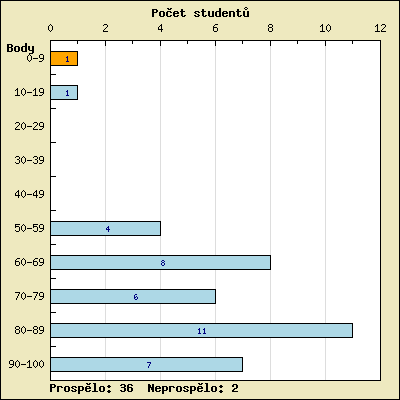 Počet studentů
0 2 4 6 8 10 12
Body
0-9 1
10-19 1
20-29
30-39
40-49
50-59 4
60-69 8
70-79 6
80-89 11
90-100 7
Prospělo: 36 Neprospělo: 2